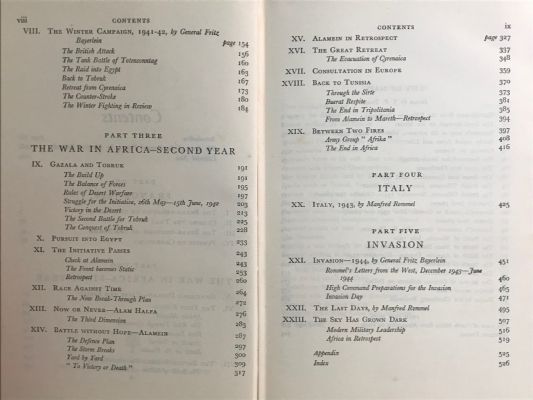 viii
CONTENTS
VIII. The Winter Campaign, 1941-42, by General Fritz
Bayerlein page 154
The British Attack 156
The Tank Battle of Totensonntag 160
The Raid into Egypt 163
Back to Tobruk 167
Retreat from Cyrenaica 173
The Counter-Stroke 180
The Winter Fighting in Review 184
PART THREE
THE WAR IN AFRICA—SECOND YEAR
IX. Gazala and Tobruk 191
The Build Up 191
The Balance of Forces 195
Rules of Desert Warfare 197
Struggle for the Initiative, 26th May—15th June, 1942 203
Victory in the Desert 213
The Second Battle for Tobruk 225
The Conquest of Tobruk 228
X. Pursuit into Egypt 233
XI. The Initiative Passes 243
Check at Alamein 243
The Front becomes Static 253
Retrospect 260
XII. Race Against Time 264
The New Break-Through Plan 272
XIII. Now or Never—Alam Halfa 276
The Third Dimension 283
XIV. Battle without Hope—Alamein 287
The Defence Plan 297
The Storm Breaks 300
Yard by Yard 309
" To Victory or Death " 317
CONTENTS
ix
XV. Alamein in Retrospect page 327
XVI. The Great Retreat 337
The Evacuation of Cyrenaica 348
XVII. Consultation in Europe 359
XVIII. Back to Tunisia 370
Through the Sirte 373
Buerat Respite 381
The End in Tripolitania 385
From Alamein to Mareth—Retrospect 394
XIX. Between Two Fires 397
Army Group " Afrika " 408
The End in Africa 416
PART FOUR
ITALY
XX. Italy, 1943, by Manfred Rommel 425
PART FIVE
INVASION
XXI. Invasion—1944, by General Fritz Bayerlein 451
Rommel's Letters from the West, December 1943—June
1944 460
High Command Preparations for the Invasion 465
Invasion Day 471
XXII. The Last Days, by Manfred Rommel 495
XXIII. The Sky Has Grown Dark 507
Modern Military Leadership 516
Africa in Retrospect 519
Appendix 525
Index 526